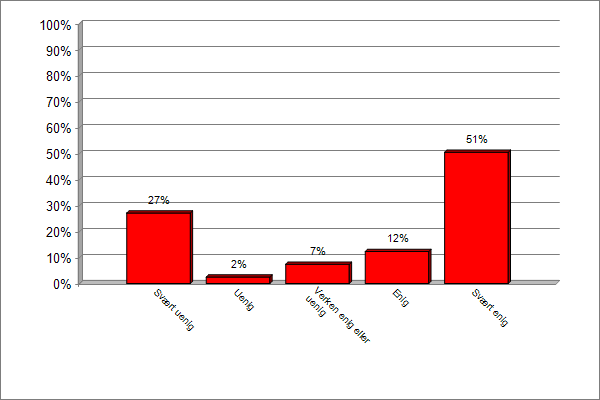 100%
90%
80%
70%
60%
50%
40%
30%
20%
10%
0%
27%
2%
7%
12%
51%
Svært uenig
Uenig
Verken enig eller
uenig
Enig
Svært enig